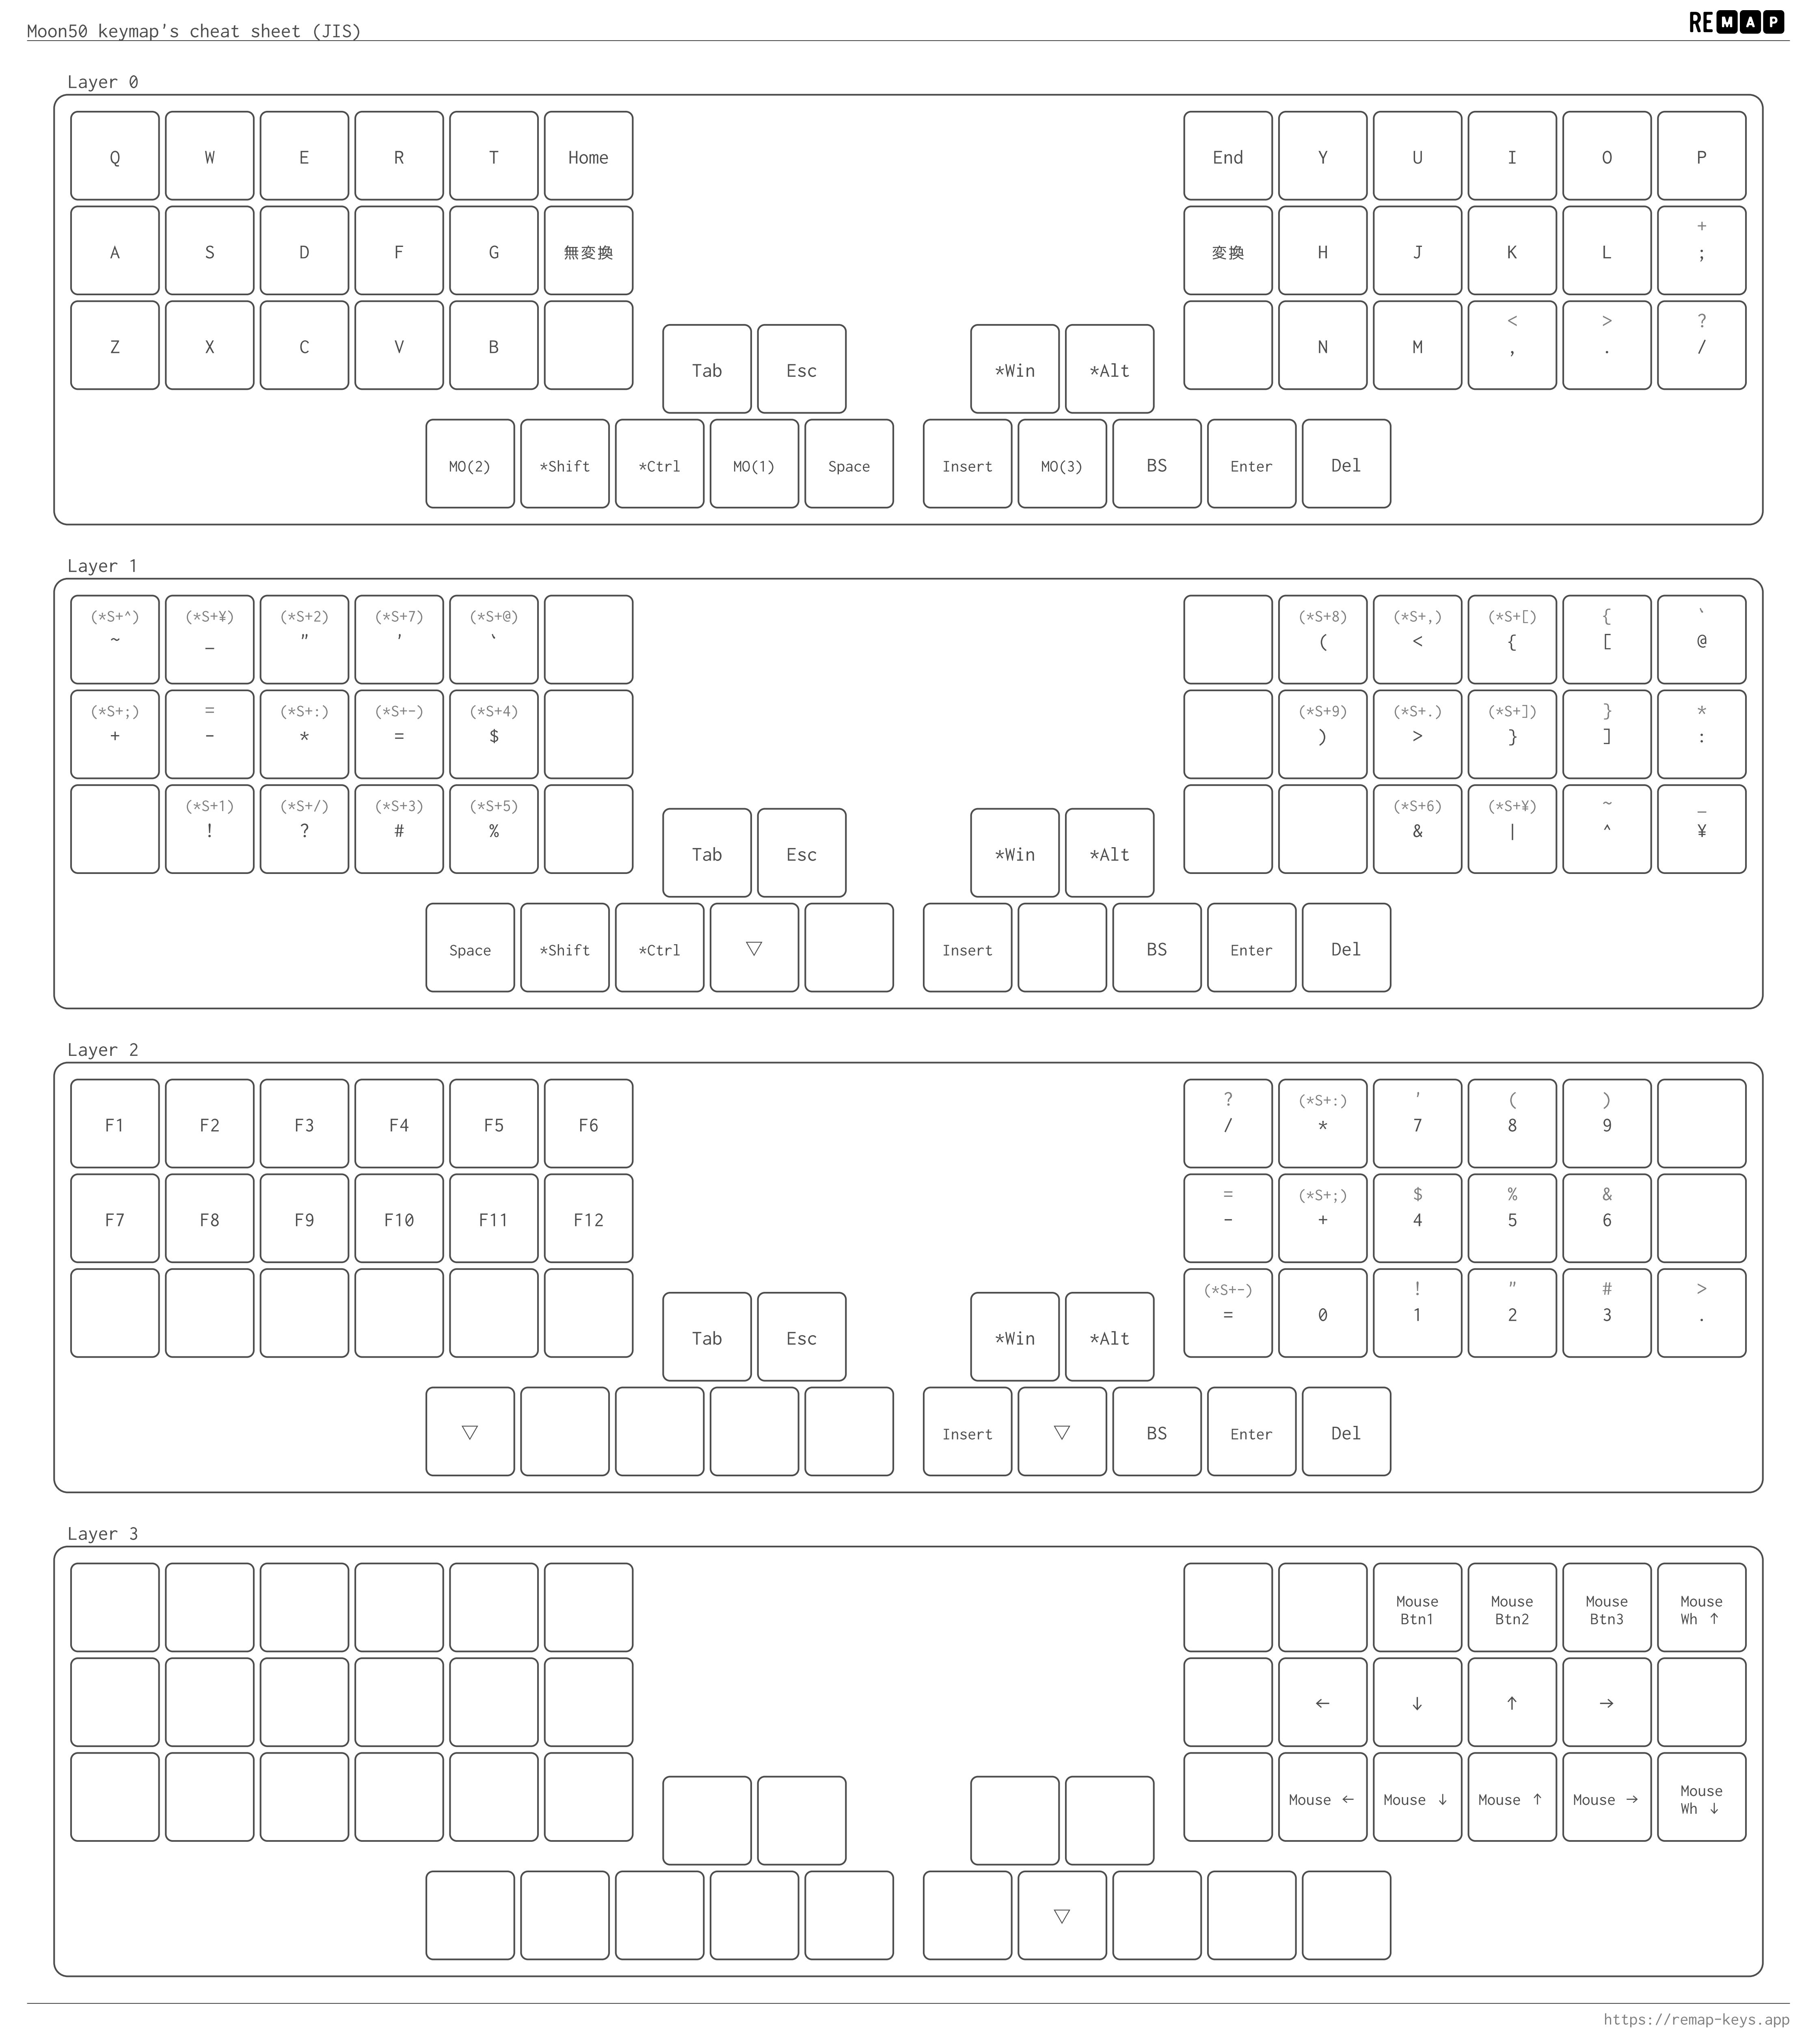 Moon50 keymap's cheat sheet (JIS)
REMAP
Layer 0
Q W E R T Home End Y U I O P
A S D F G 無変換 変換 H J K L + ;
Z X C V B N M < , > . ? /
Tab Esc *Win *Alt
MO(2) *Shift *Ctrl MO(1) Space Insert MO(3) BS Enter Del
Layer 1
(*S+^) (*S+¥) (*S+2) (*S+7) (*S+@) (*S+8) (*S+,) (*S+[) { `
~ _ " ' ` ( < { [ @
(*S+;) = (*S+:) (*S+-) (*S+4) (*S+9) (*S+.) (*S+]) } *
+ - * = $ ) > } ] :
(*S+1) (*S+/) (*S+3) (*S+5) (*S+6) (*S+¥) ~ _
! ? # % & | ^ ¥
Tab Esc *Win *Alt
Space *Shift *Ctrl ▽ Insert BS Enter Del
Layer 2
F1 F2 F3 F4 F5 F6 ? / (*S+:) * ' 7 ( 8 ) 9
F7 F8 F9 F10 F11 F12 = - (*S+;) + $ 4 % 5 & 6
(*S+-) = 0 ! 1 " 2 # 3 > .
Tab Esc *Win *Alt
▽ Insert ▽ BS Enter Del
Layer 3
Mouse Btn1 Mouse Btn2 Mouse Btn3 Mouse Wh ↑
← ↓ ↑ →
Mouse ← Mouse ↓ Mouse ↑ Mouse → Mouse Wh ↓
▽
https://remap-keys.app